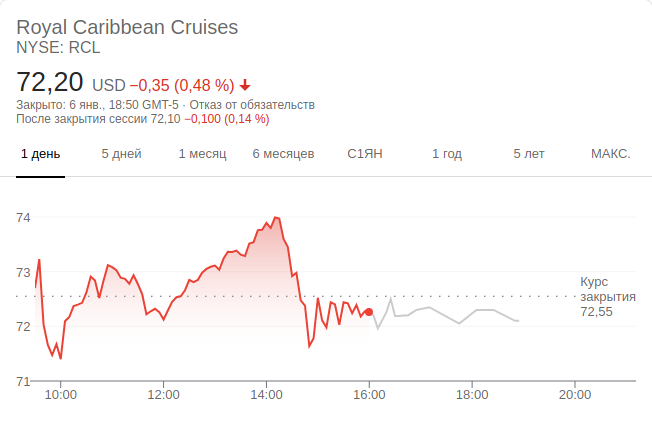 Royal Caribbean Cruises
NYSE: RCL
72,20 USD −0,35 (0,48 %)
Закрыто: 6 янв., 18:50 GMT-5 · Отказ от обязательств
После закрытия сессии 72,10 −0,100 (0,14 %)
1 день 5 дней 1 месяц 6 месяцев С1ЯН 1 год 5 лет МАКС.
74
73
Курс
закрытия
72,55
72
71
10:00 12:00 14:00 16:00 18:00 20:00